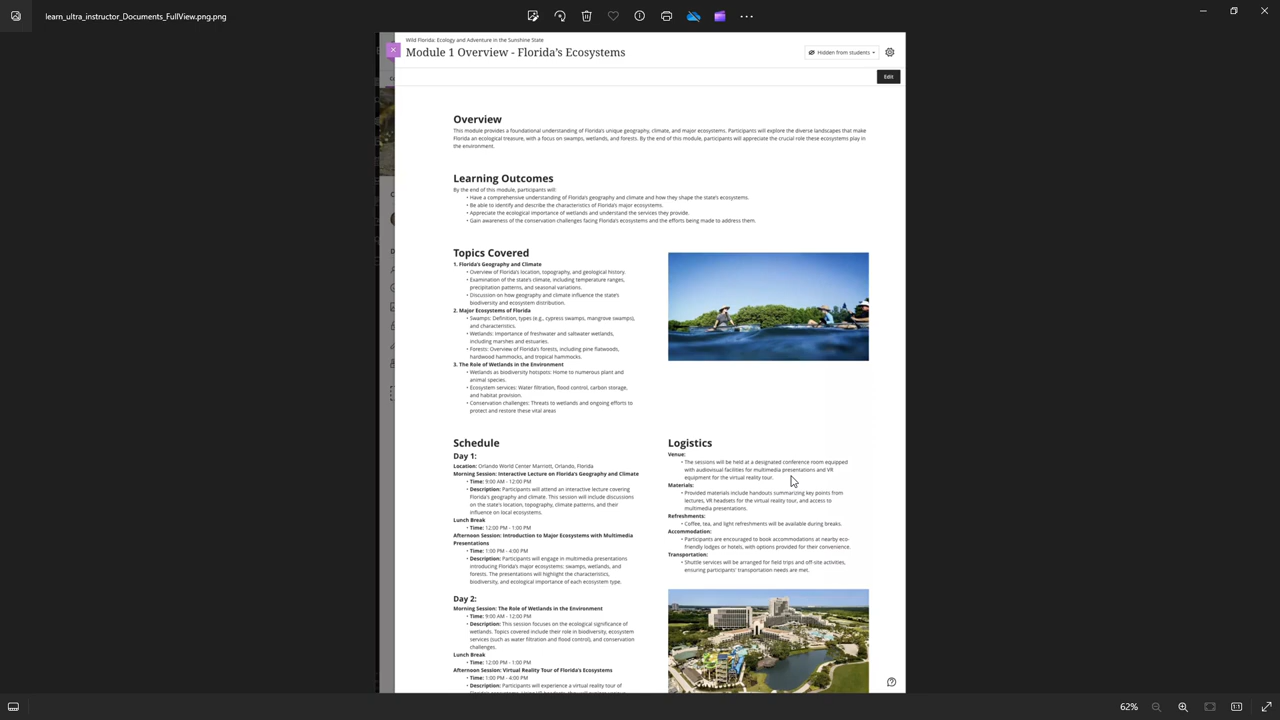 learn_ultra_instructor_Documents_FullView.png.png
Wild Florida: Ecology and Adventure in the Sunshine State
Module 1 Overview - Florida’s Ecosystems
Hidden from students
Edit
Overview
This module provides a foundational understanding of Florida's unique geography, climate, and major ecosystems. Participants will explore the diverse landscapes that make
Florida an ecological treasure, with a focus on swamps, wetlands, and forests. By the end of this module, participants will appreciate the crucial role these ecosystems play in
the environment.
Learning Outcomes
By the end of this module, participants will:
• Have a comprehensive understanding of Florida's geography and climate and how they shape the state's ecosystems.
• Be able to identify and describe the characteristics of Florida's major ecosystems.
• Appreciate the ecological importance of wetlands and understand the services they provide.
• Gain awareness of the conservation challenges facing Florida's ecosystems and the efforts being made to address them.
Topics Covered
1. Florida's Geography and Climate
• Overview of Florida's location, topography, and geological history.
• Examination of the state's climate, including temperature ranges,
precipitation patterns, and seasonal variations.
• Discussion on how geography and climate influence the state's
biodiversity and ecosystem distribution.
2. Major Ecosystems of Florida
• Swamps: Definition, types (e.g., cypress swamps, mangrove swamps),
and characteristics.
• Wetlands: Importance of freshwater and saltwater wetlands,
including marshes and estuaries.
• Forests: Overview of Florida's forests, including pine flatwoods,
hardwood hammocks, and tropical hammocks.
3. The Role of Wetlands in the Environment
• Wetlands as biodiversity hotspots: Home to numerous plant and
animal species.
• Ecosystem services: Water filtration, flood control, carbon storage,
and habitat provision.
• Conservation challenges: Threats to wetlands and ongoing efforts to
protect and restore these vital areas
Schedule
Day 1:
Location: Orlando World Center Marriott, Orlando, Florida
Morning Session: Interactive Lecture on Florida's Geography and Climate
• Time: 9:00 AM - 12:00 PM
• Description: Participants will attend an interactive lecture covering
Florida's geography and climate. This session will include discussions
on the state's location, topography, climate patterns, and their
influence on local ecosystems.
Lunch Break
• Time: 12:00 PM - 1:00 PM
Afternoon Session: Introduction to Major Ecosystems with Multimedia
Presentations
• Time: 1:00 PM - 4:00 PM
• Description: Participants will engage in multimedia presentations
introducing Florida's major ecosystems: swamps, wetlands, and
forests. The presentations will highlight the characteristics,
biodiversity, and ecological importance of each ecosystem type.
Day 2:
Morning Session: The Role of Wetlands in the Environment
• Time: 9:00 AM - 12:00 PM
• Description: This session focuses on the ecological significance of
wetlands. Topics covered include their role in biodiversity, ecosystem
services (such as water filtration and flood control), and conservation
challenges.
Lunch Break
• Time: 12:00 PM - 1:00 PM
Afternoon Session: Virtual Reality Tour of Florida's Ecosystems
• Time: 1:00 PM - 4:00 PM
• Description: Participants will experience a virtual reality tour of
Logistics
Venue:
• The sessions will be held at a designated conference room equipped
with audiovisual facilities for multimedia presentations and VR
equipment for the virtual reality tour.
Materials:
• Provided materials include handouts summarizing key points from
lectures, VR headsets for the virtual reality tour, and access to
multimedia presentations.
Refreshments:
• Coffee, tea, and light refreshments will be available during breaks.
Accommodation:
• Participants are encouraged to book accommodations at nearby eco-
friendly lodges or hotels, with options provided for their convenience.
Transportation:
• Shuttle services will be arranged for field trips and off-site activities,
ensuring participants' transportation needs are met.
62%